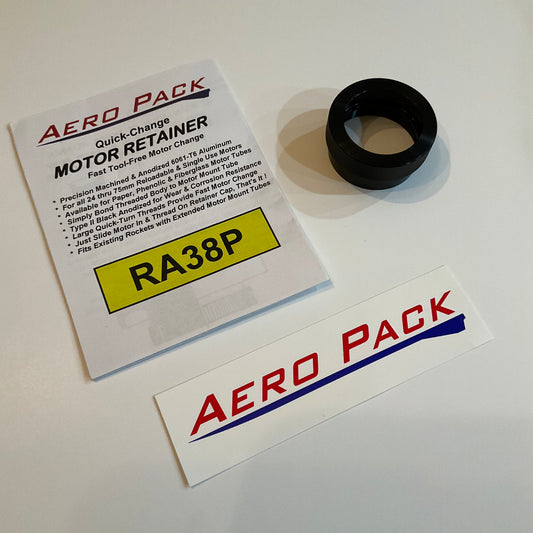 AERO PACK
Quick-Change
MOTOR RETAINER
Fast Tool-Free Motor Change
• Precision Machined & Anodized 6061-T6 Aluminum
• For all 24 thru 75mm Reloadable & Single Use Motors
• Available for Paper, Phenolic & Fiberglass Motor Tubes
• Simply Bond Threaded Body to Motor Mount Tube
• Type II Black Anodized for Wear & Corrosion Resistance
• Large Quick-Turn Threads Provide Fast Motor Change
• Just Slide Motor In & Thread On Retainer Cap, That's It !
• Fits Existing Rockets with Extended Motor Mount Tubes
RA38P
AERO PACK